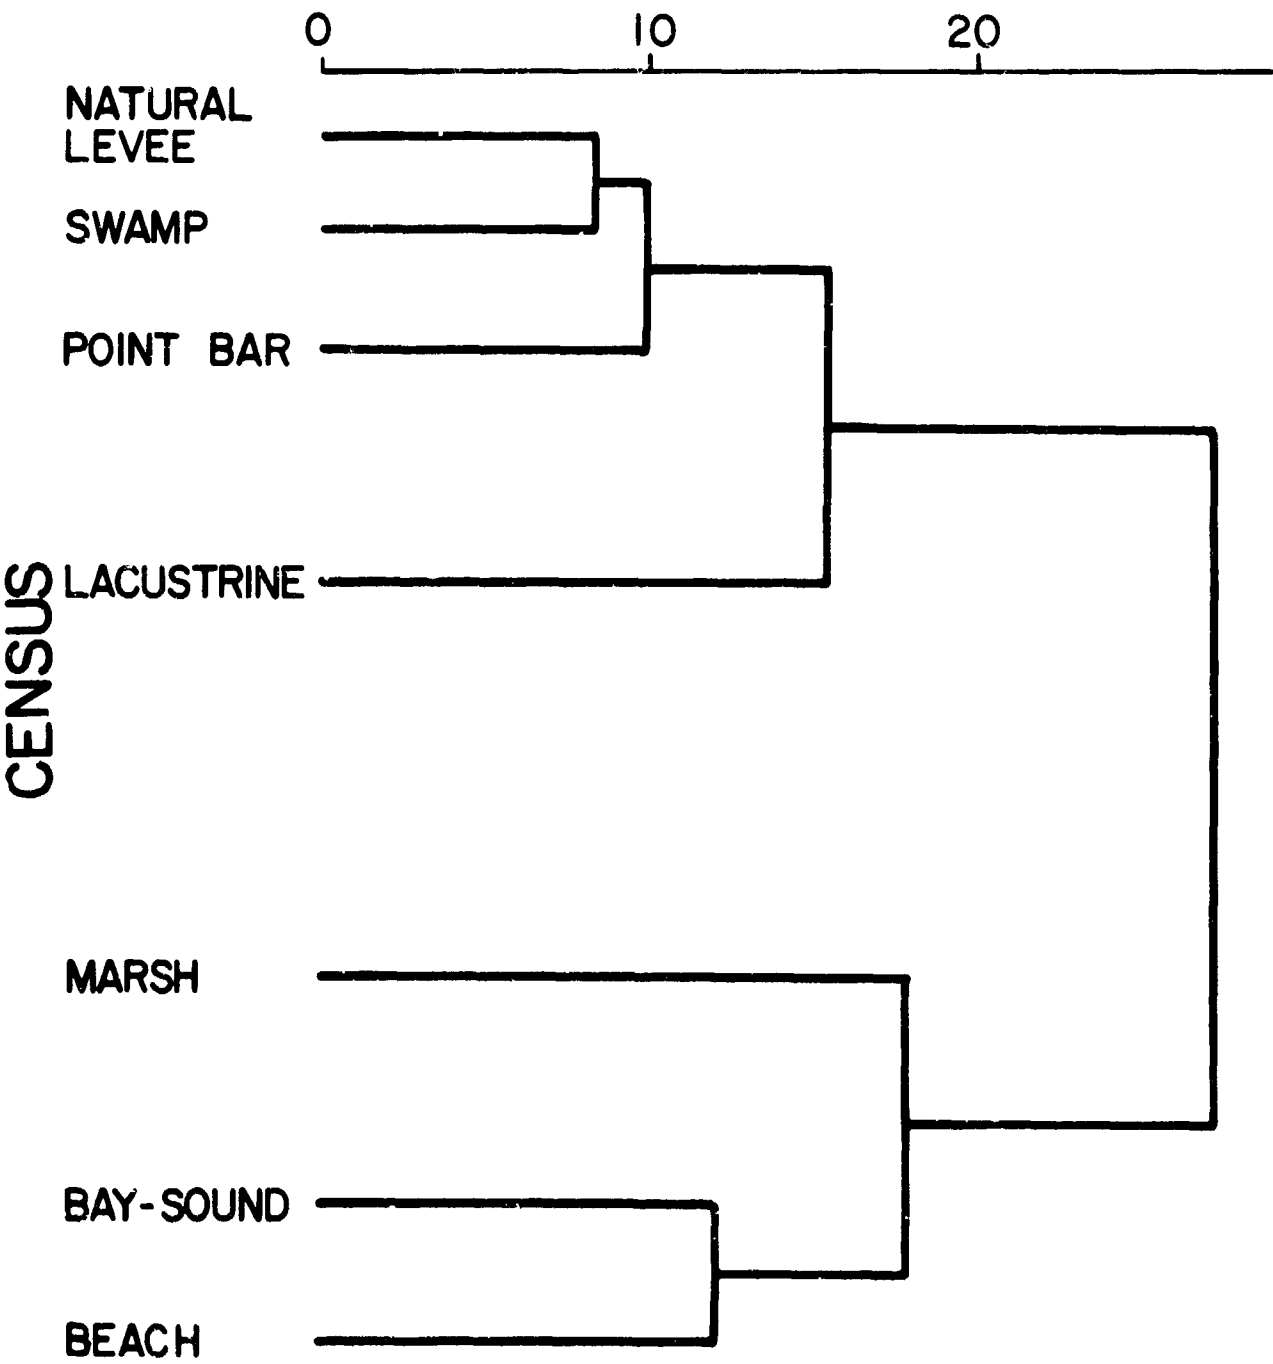 0 10 20
NATURAL
LEVEE
SWAMP
POINT BAR
LACUSTRINE
CENSUS
MARSH
BAY-SOUND
BEACH